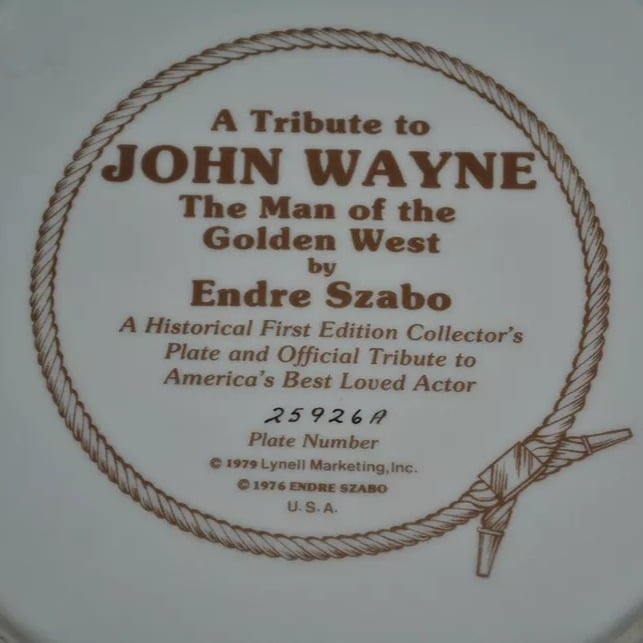 A Tribute to
JOHN WAYNE
The Man of the
Golden West
by
Endre Szabo
A Historical First Edition Collector's
Plate and Official Tribute to
America's Best Loved Actor
25926A
Plate Number
© 1979 Lynell Marketing, Inc.
© 1976 ENDRE SZABO
U.S.A.